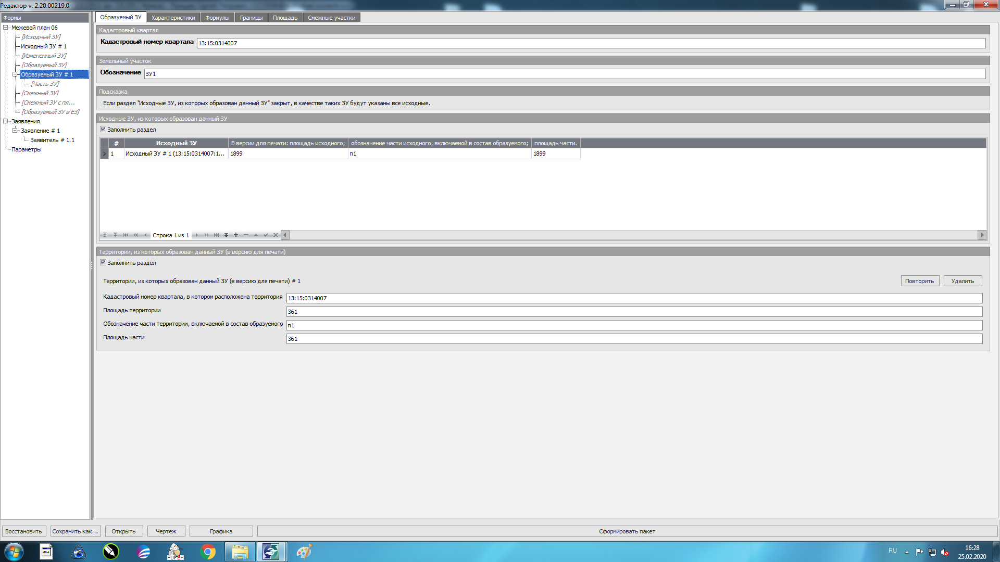 Редактор v. 2.20.00219.0
Формы
Межевой план 06
[Исходный ЗУ]
Исходный ЗУ # 1
[Измененный ЗУ]
[Образуемый ЗУ]
Образуемый ЗУ # 1
[Часть ЗУ]
[Смежный ЗУ]
[Смежный ЗУ с пл...
[Образуемый ЗУ в ЕЗ]
Заявления
Заявление # 1
Заявитель # 1.1
Параметры
Образуемый ЗУ Характеристики Формулы Границы Площадь Смежные участки
Кадастровый квартал
Кадастровый номер квартала 13:15:0314007
Земельный участок
Обозначение ЗУ1
Подсказка
Если раздел "Исходные ЗУ, из которых образован данный ЗУ" закрыт, в качестве таких ЗУ будут указаны все исходные.
Исходные ЗУ, из которых образован данный ЗУ
Заполнить раздел
# Исходный ЗУ В версии для печати: площадь исходного; обозначение части исходного, включаемой в состав образуемого; площадь части.
1 Исходный ЗУ # 1 (13:15:0314007:1... 1899 п1 1899
Строка 1 из 1
Территории, из которых образован данный ЗУ (в версию для печати)
Заполнить раздел
Территории, из которых образован данный ЗУ (в версию для печати) # 1 Повторить Удалить
Кадастровый номер квартала, в котором расположена территория 13:15:0314007
Площадь территории 361
Обозначение части территории, включаемой в состав образуемого п1
Площадь части 361
Восстановить Сохранить как... Открыть Чертеж Графика Сформировать пакет
PDF24
RU
16:28
25.02.2020